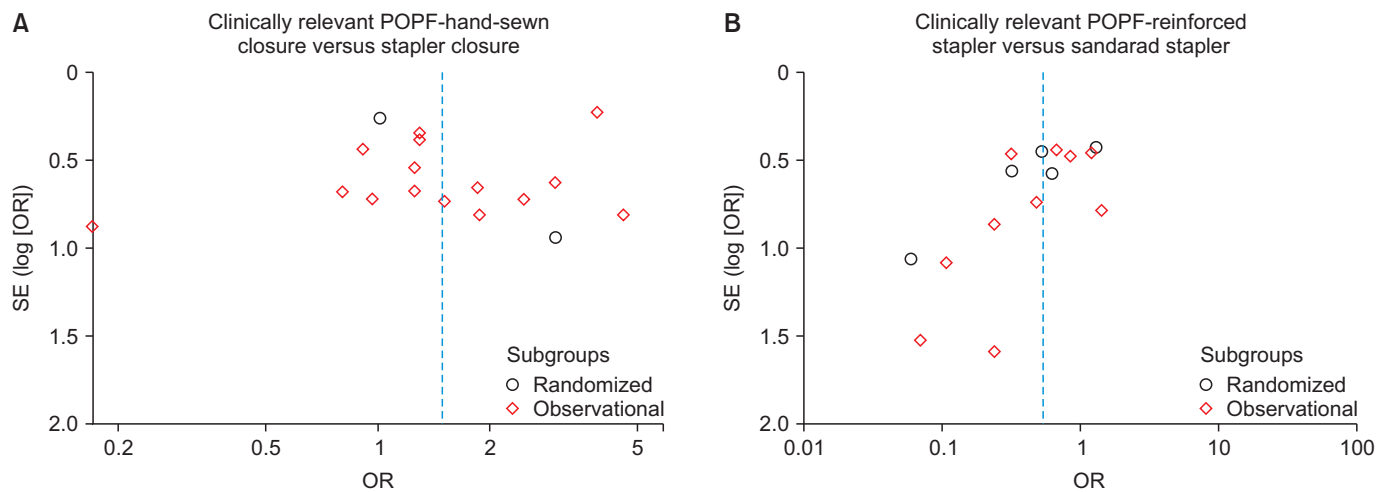 A
Clinically relevant POPF-hand-sewn
closure versus stapler closure
0
0.5
1.0
1.5
2.0
SE (log [OR])
Subgroups
Randomized
Observational
0.2
0.5
1
2
5
OR
B
Clinically relevant POPF-reinforced
stapler versus sandarad stapler
0
0.5
1.0
1.5
2.0
SE (log [OR])
Subgroups
Randomized
Observational
0.01
0.1
1
10
100
OR